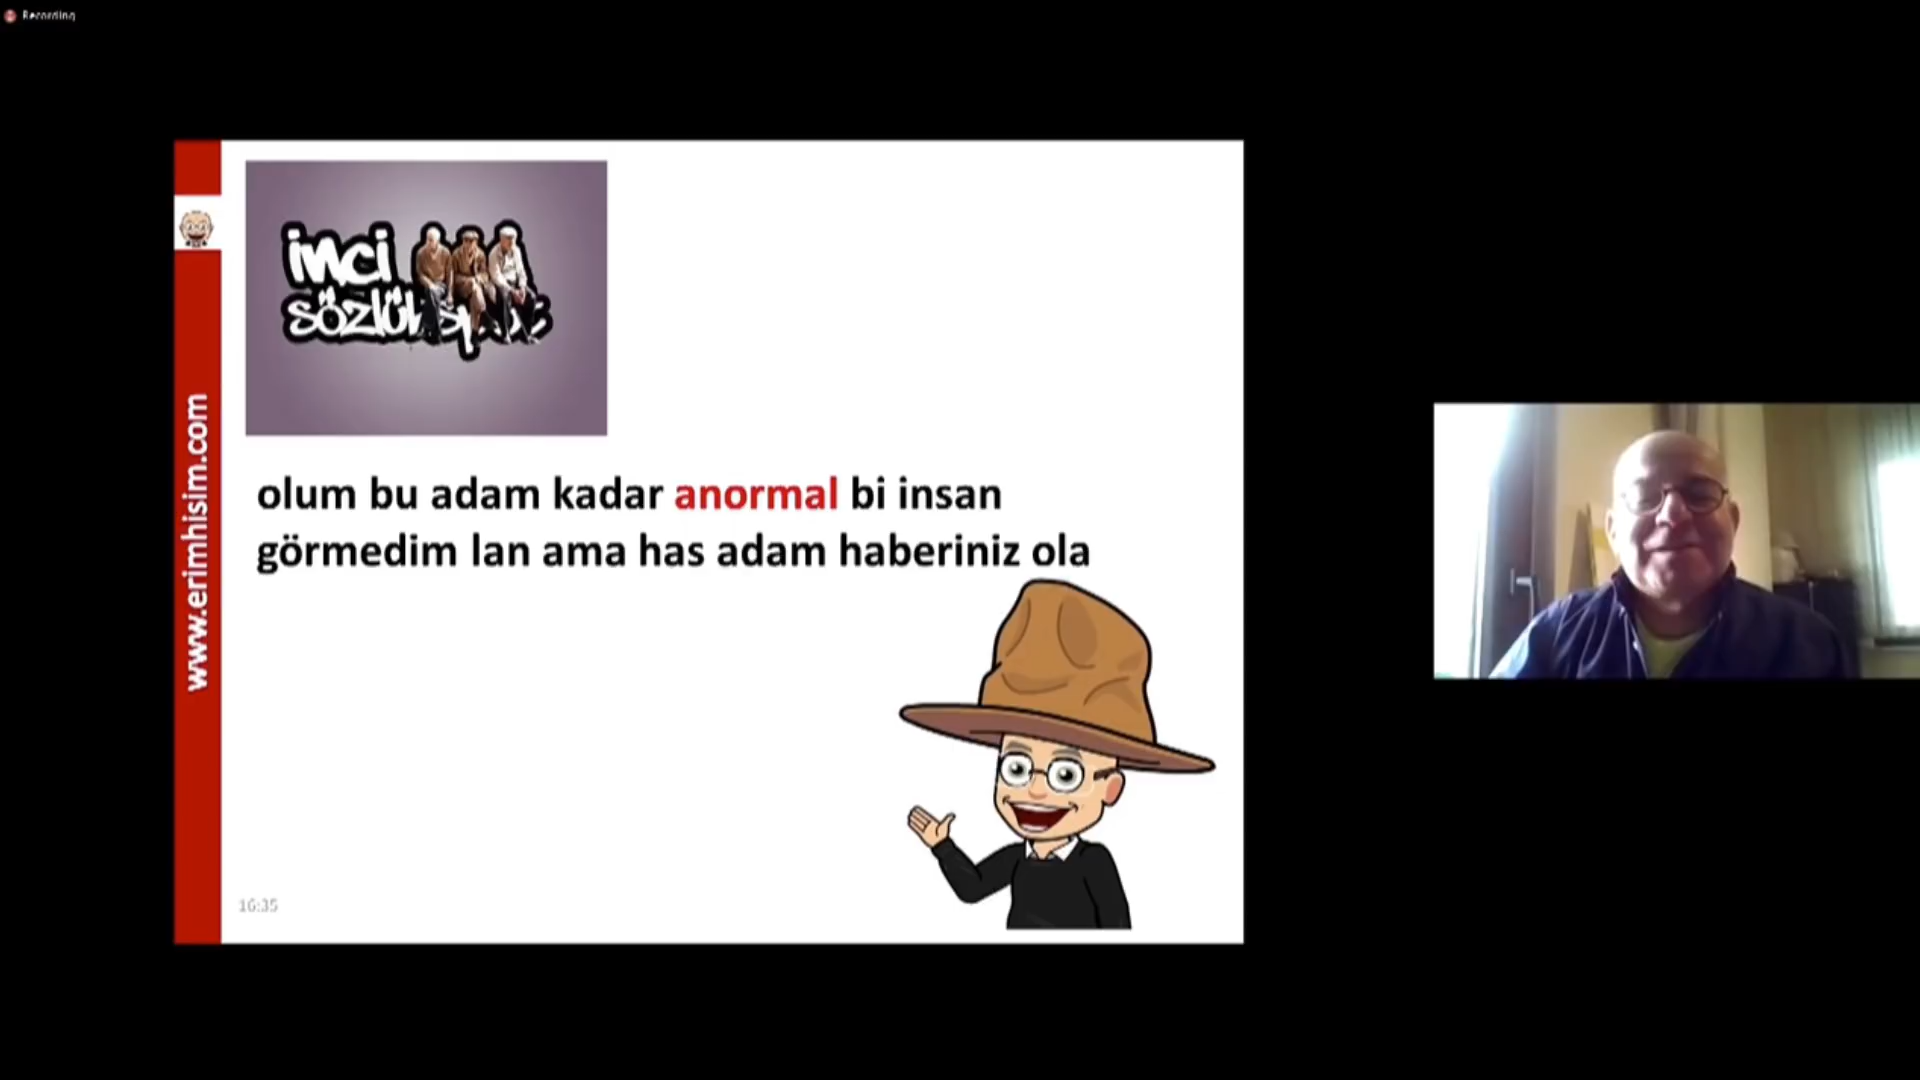 Recording
inci
sözlük
olum bu adam kadar anormal bi insan
görmedim lan ama has adam haberiniz ola
www.erimhisim.com
16:35